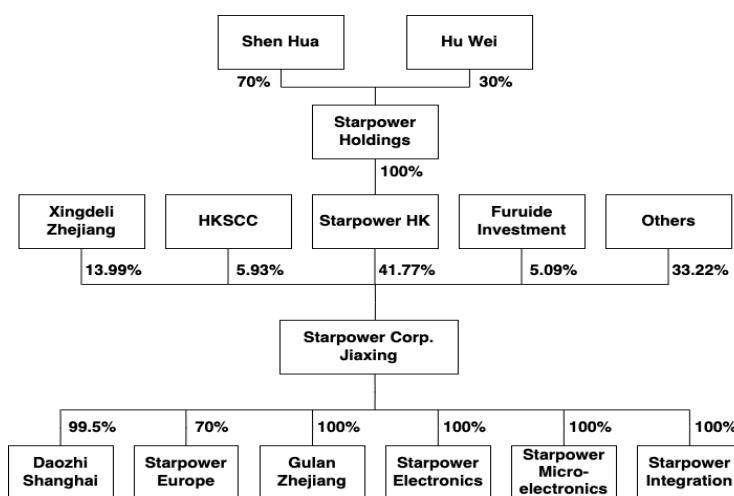 Shen Hua
Hu Wei
70%
30%
Starpower
Holdings
100%
Xingdeli
Zhejiang
HKSCC
Starpower HK
Furuide
Investment
Others
13.99%
5.93%
41.77%
5.09%
33.22%
Starpower Corp.
Jiaxing
99.5%
70%
100%
100%
100%
100%
Daozhi
Shanghai
Starpower
Europe
Gulan
Zhejiang
Starpower
Electronics
Starpower
Micro-
electronics
Starpower
Integration